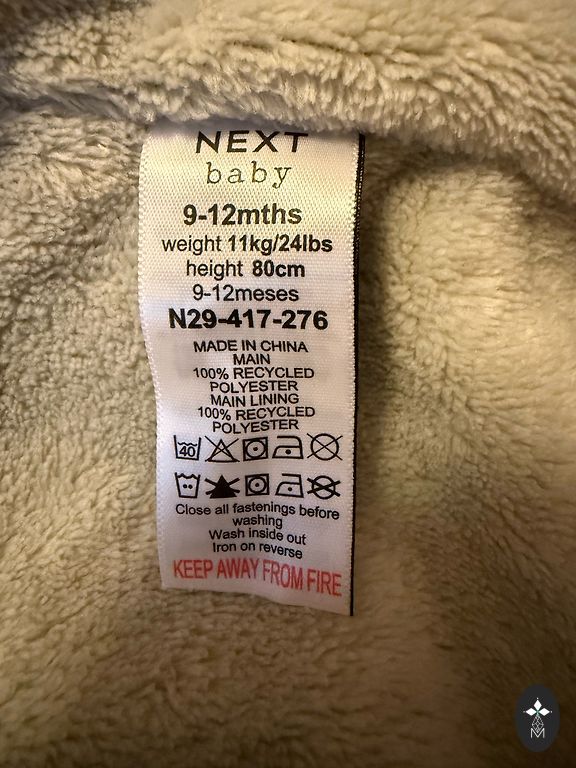 NEXT
baby
9-12mths
weight 11kg/24lbs
height 80cm
9-12meses
N29-417-276
MADE IN CHINA
MAIN
100% RECYCLED
POLYESTER
MAIN LINING
100% RECYCLED
POLYESTER
40
Close all fastenings before
washing
Wash inside out
Iron on reverse
KEEP AWAY FROM FIRE
M